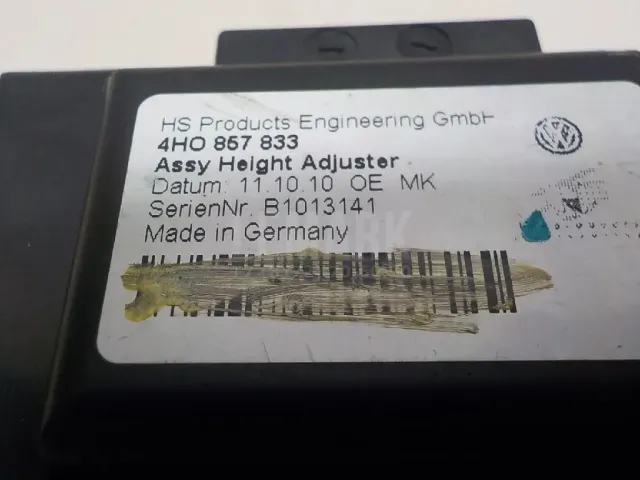 HS Products Engineering GmbH
4H0 857 833
Assy Height Adjuster
Datum: 11.10.10 OE MK
SerienNr. B1013141
Made in Germany